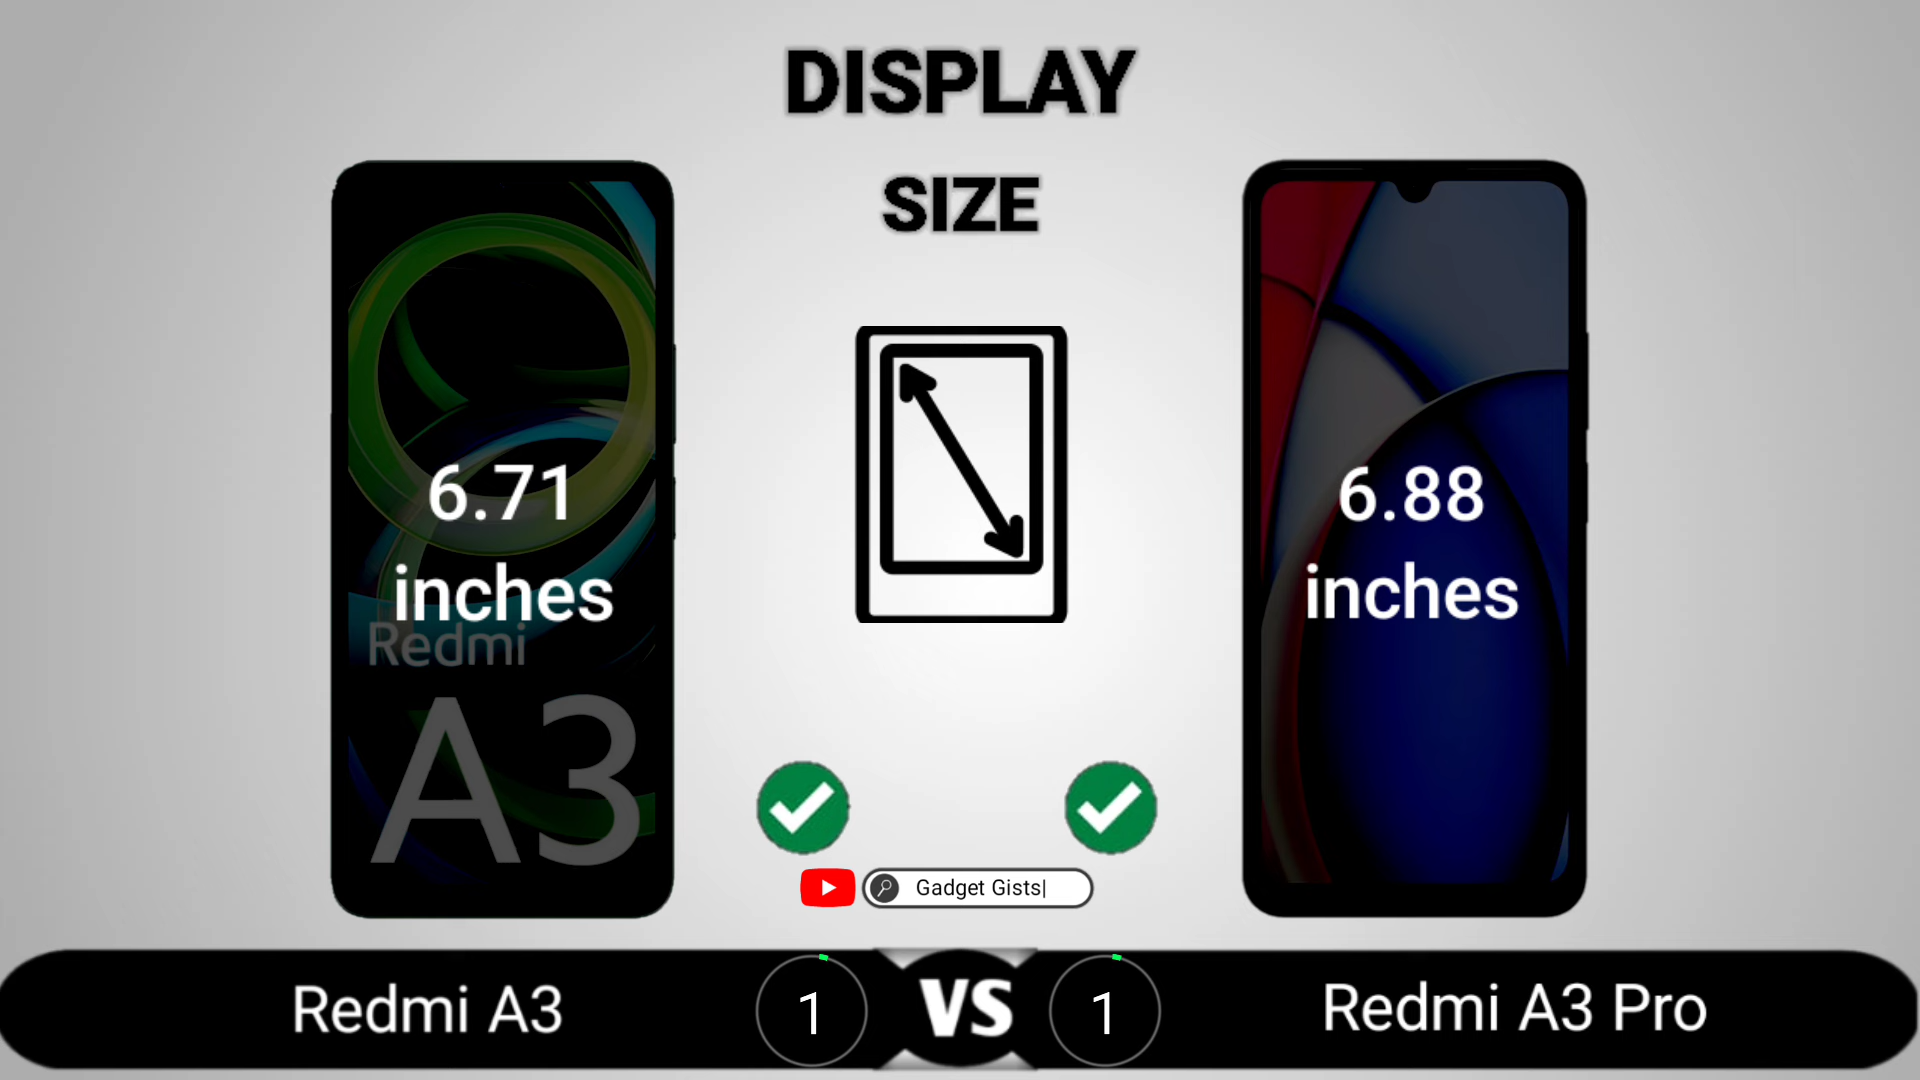 DISPLAY
SIZE
6.71
inches
Redmi
A3
6.88
inches
Gadget Gists
Redmi A3
1
VS
1
Redmi A3 Pro